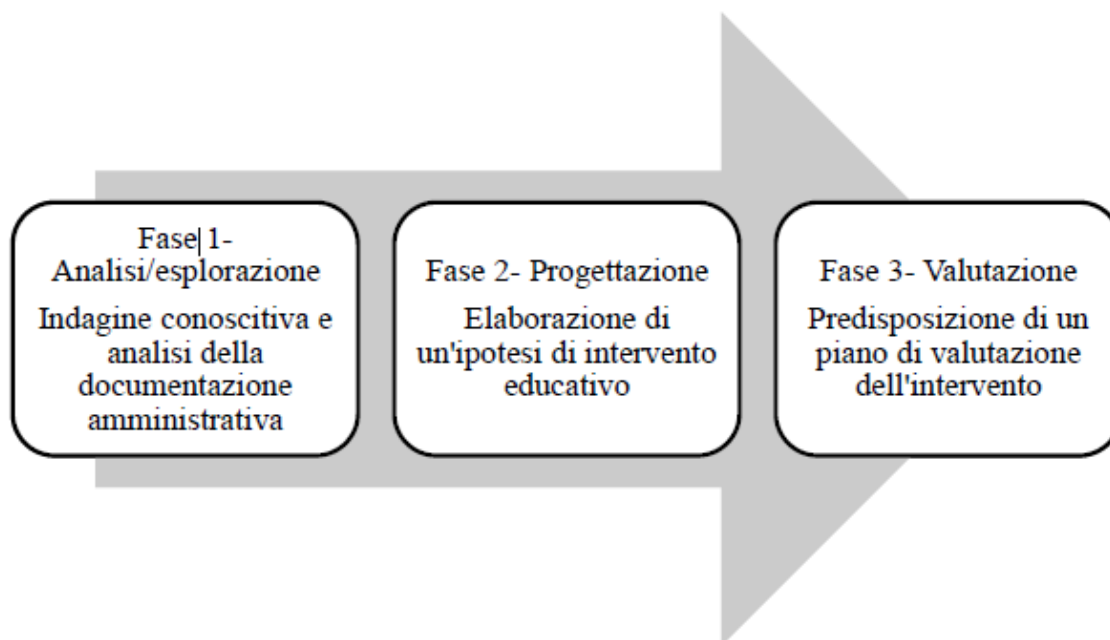 Fase 1-
Analisi/esplorazione
Indagine conoscitiva e
analisi della
documentazione
amministrativa
Fase 2- Progettazione
Elaborazione di
un'ipotesi di intervento
educativo
Fase 3- Valutazione
Predisposizione di un
piano di valutazione
dell'intervento